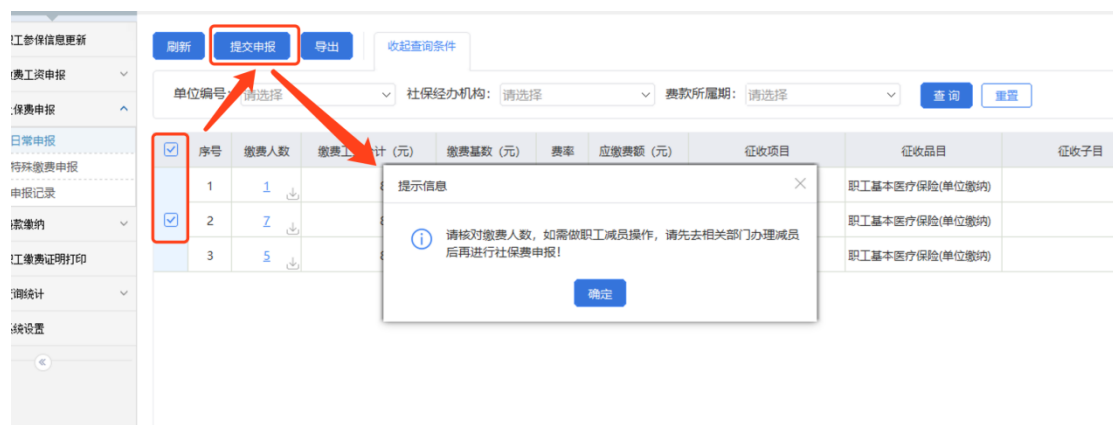 工参保信息更新
刷新
提交申报
导出
收起查询条件
费工资申报
单位编号:
请选择
社保经办机构:
请选择
费款所属期:
请选择
查询
重置
保费申报
日常申报
特殊缴费申报
申报记录
款缴纳
工缴费证明打印
询统计
统设置
序号
缴费人数
缴费工
计（元）
缴费基数（元）
费率
应缴费额（元）
征收项目
征收品目
征收子目
1
1
职工基本医疗保险(单位缴纳)
2
7
职工基本医疗保险(单位缴纳)
3
5
职工基本医疗保险(单位缴纳)
提示信息
请核对缴费人数，如需做职工减员操作，请先去相关部门办理减员
后再进行社保费申报！
确定